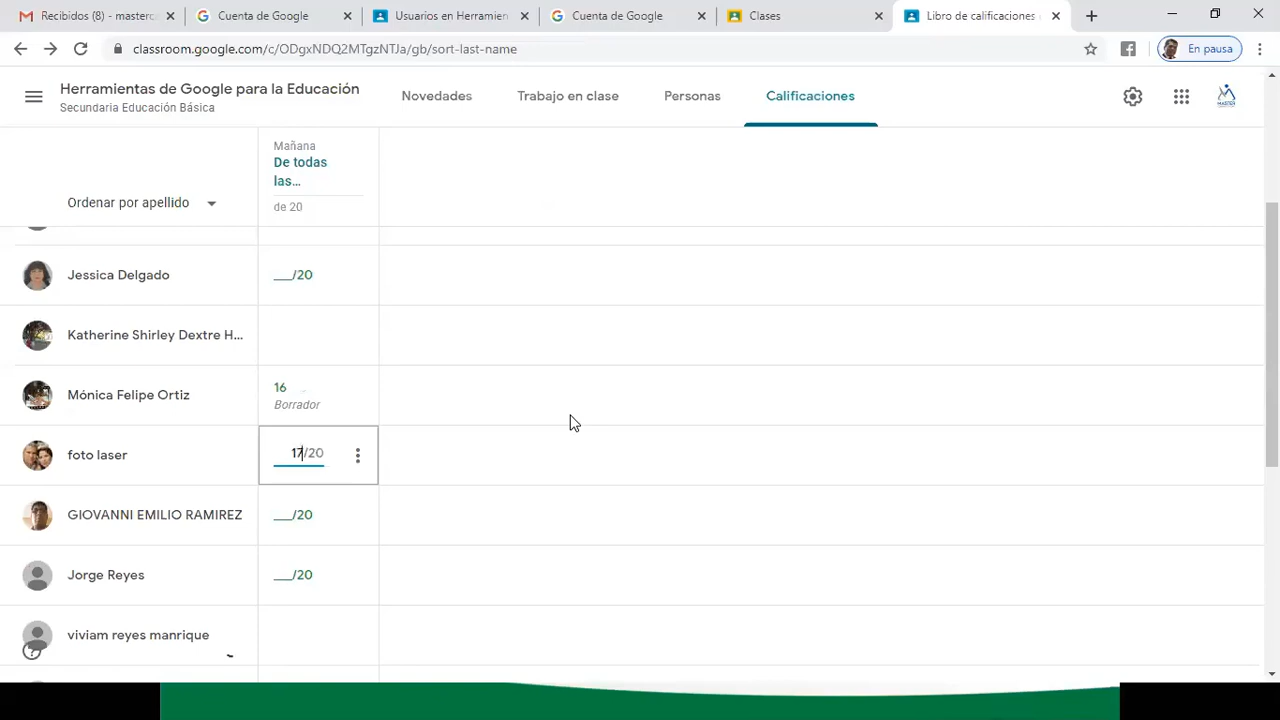 Recibidos (8) - masterc
Cuenta de Google
Usuarios en Herramien
Cuenta de Google
Clases
Libro de calificaciones
classroom.google.com/c/ODgxNDQ2MTgzNTJa/gb/sort-last-name
En pausa
Herramientas de Google para la Educación
Secundaria Educación Básica
Novedades
Trabajo en clase
Personas
Calificaciones
Mañana
De todas
las...
Ordenar por apellido
de 20
Jessica Delgado
___/20
Katherine Shirley Dextre H...
Mónica Felipe Ortiz
16
Borrador
foto laser
17/20
GIOVANNI EMILIO RAMIREZ
___/20
Jorge Reyes
___/20
viviam reyes manrique